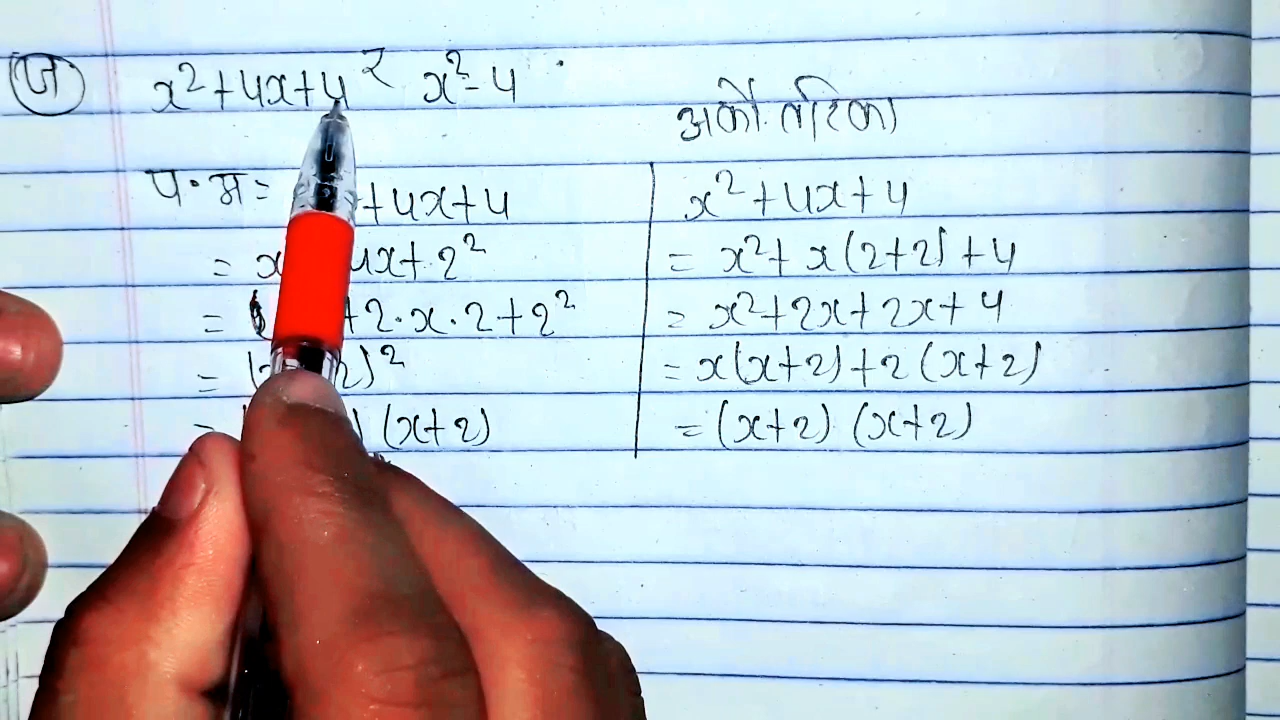 ज x²+4x+4 र x²-4
अर्को तरिका
प.अ= +4x+4
= x 4x+2²
= +2.x.2+2²
= ( 2)²
= ) (x+2)
x²+4x+4
= x²+x(2+2)+4
= x²+2x+2x+4
= x(x+2)+2(x+2)
= (x+2) (x+2)